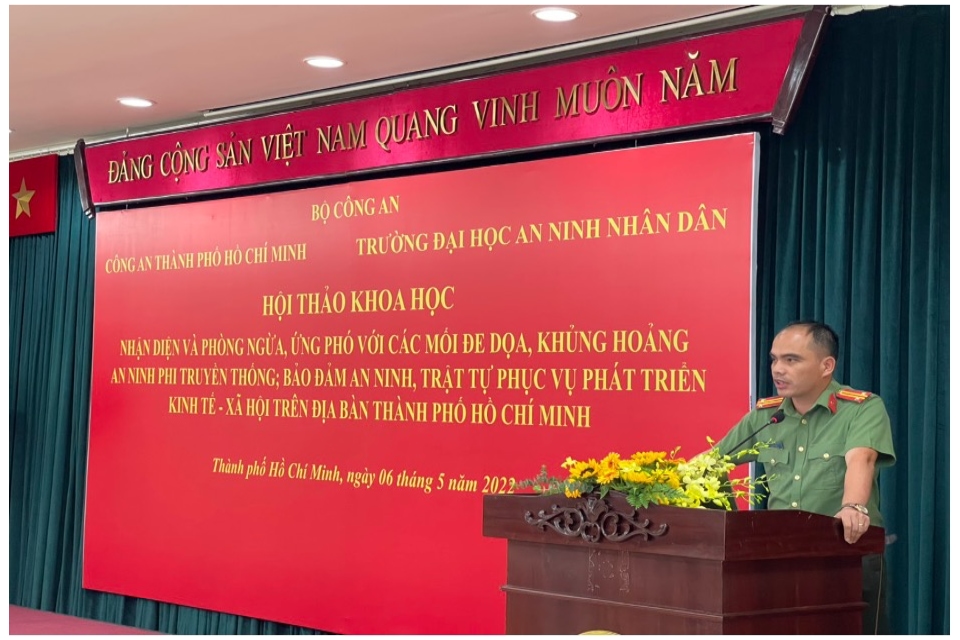 ĐẢNG CỘNG SẢN VIỆT NAM QUANG VINH MUÔN NĂM
BỘ CÔNG AN
CÔNG AN THÀNH PHỐ HỒ CHÍ MINH TRƯỜNG ĐẠI HỌC AN NINH NHÂN DÂN
HỘI THẢO KHOA HỌC
NHẬN DIỆN VÀ PHÒNG NGỪA, ỨNG PHÓ VỚI CÁC MỐI ĐE DỌA, KHỦNG HOẢNG
AN NINH PHI TRUYỀN THỐNG; BẢO ĐẢM AN NINH, TRẬT TỰ PHỤC VỤ PHÁT TRIỂN
KINH TẾ - XÃ HỘI TRÊN ĐỊA BÀN THÀNH PHỐ HỒ CHÍ MINH
Thành phố Hồ Chí Minh, ngày 06 tháng 5 năm 2022